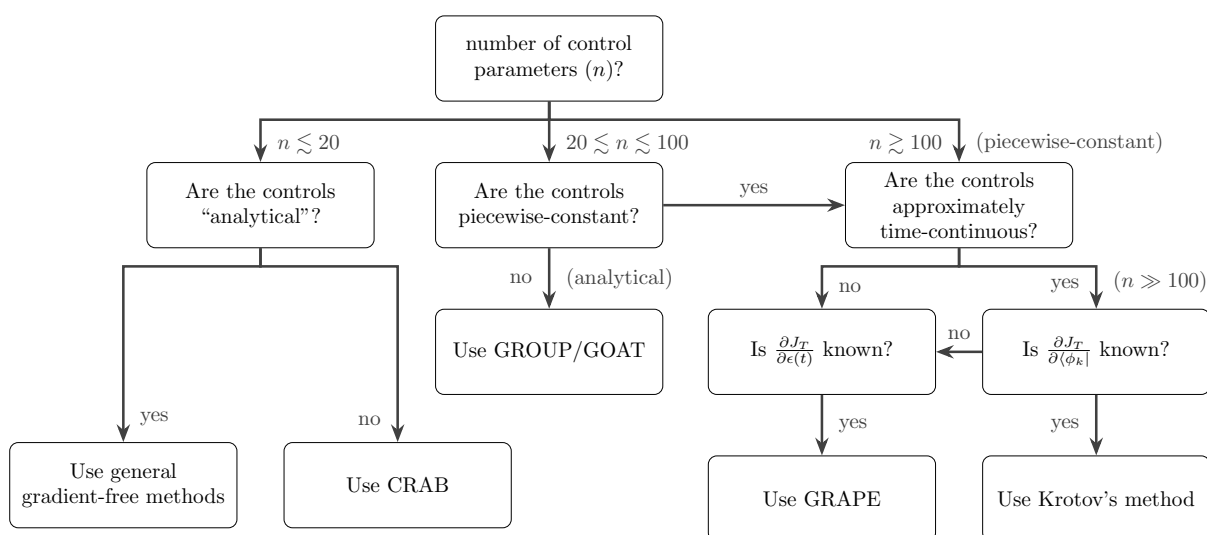 number of control
parameters (n)?
n ≲ 20
20 ≲ n ≲ 100
n ≳ 100
(piecewise-constant)
Are the controls
“analytical”?
Are the controls
piecewise-constant?
yes
Are the controls
approximately
time-continuous?
no
(analytical)
no
yes
(n ≫ 100)
Use GROUP/GOAT
Is ∂J_T/∂ϵ(t) known?
no
Is ∂J_T/∂⟨ϕ_k| known?
yes
no
yes
yes
Use general
gradient-free methods
Use CRAB
Use GRAPE
Use Krotov’s method